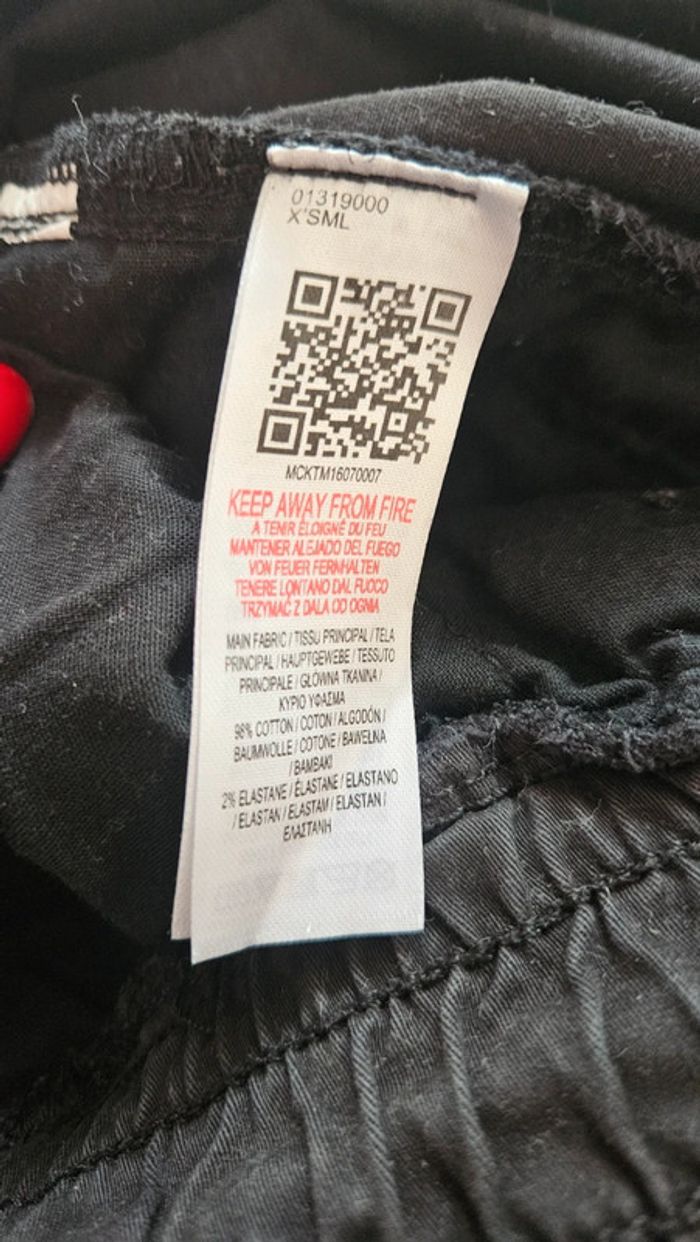 01319000
X'SML
MCKTM16070007
KEEP AWAY FROM FIRE
A TENIR ÉLOIGNÉ DU FEU
MANTENER ALEJADO DEL FUEGO
VON FEUER FERNHALTEN
TENERE LONTANO DAL FUOCO
TRZYMAĆ Z DALA OD OGNIA
MAIN FABRIC / TISSU PRINCIPAL / TELA
PRINCIPAL / HAUPTGEWEBE / TESSUTO
PRINCIPALE / GŁOWNA TKANINA /
ΚΥΡΙΟ ΥΦΑΣΜΑ
98% COTTON / COTON / ALGODÓN /
BAUMWOLLE / COTONE / BAWEŁNA
/ BAMBAKI
2% ELASTANE / ÉLASTANE / ELASTANO
/ ELASTAN / ELASTAM / ELASTAN /
ΕΛΑΣΤΑΝΗ